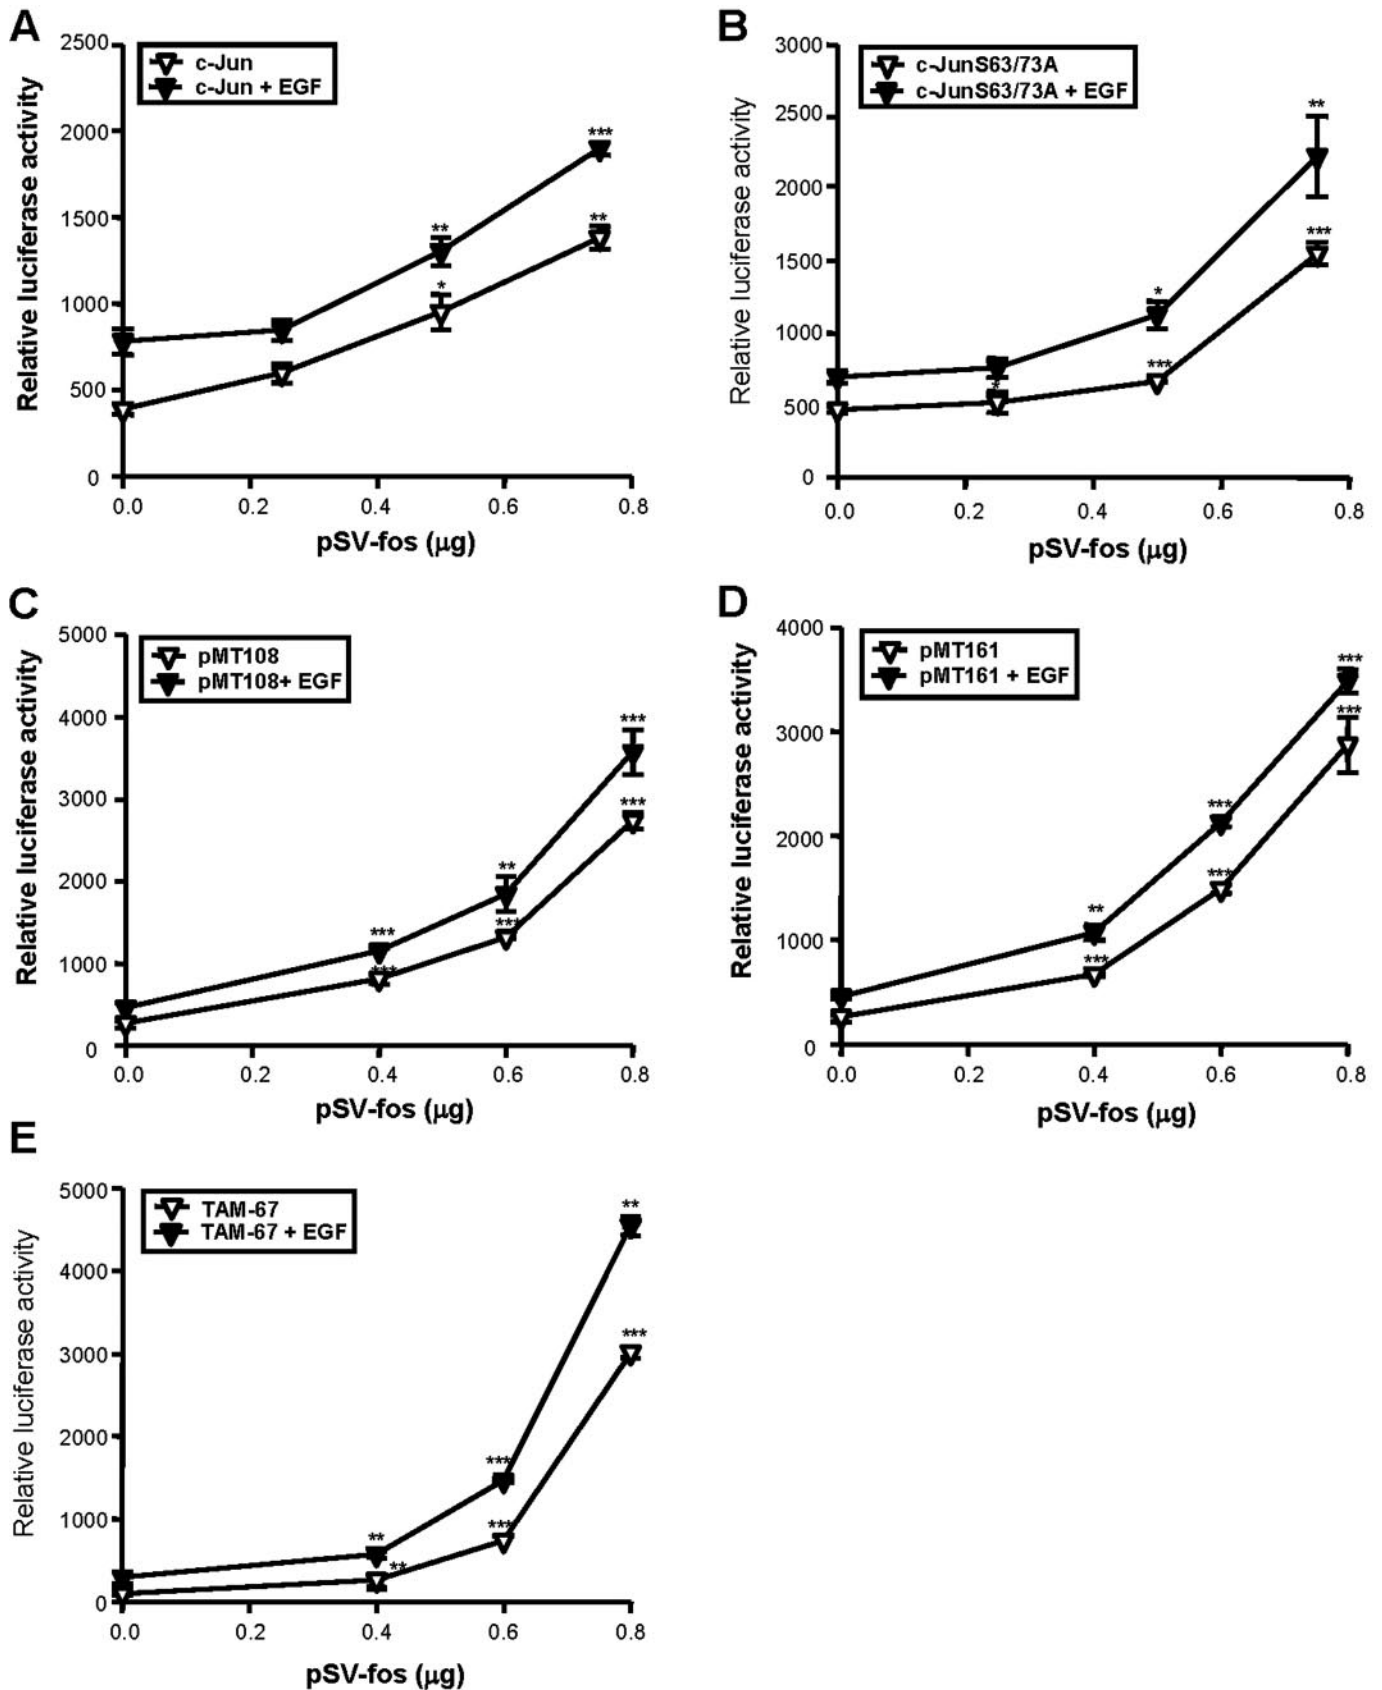 A
2500
2000
1500
1000
500
0
Relative luciferase activity
c-Jun
c-Jun + EGF
***
**
**
*
0.0 0.2 0.4 0.6 0.8
pSV-fos (μg)
B
3000
2500
2000
1500
1000
500
0
Relative luciferase activity
c-JunS63/73A
c-JunS63/73A + EGF
**
***
*
***
*
0.0 0.2 0.4 0.6 0.8
pSV-fos (μg)
C
5000
4000
3000
2000
1000
0
Relative luciferase activity
pMT108
pMT108+ EGF
***
***
**
***
***
***
0.0 0.2 0.4 0.6 0.8
pSV-fos (μg)
D
4000
3000
2000
1000
0
Relative luciferase activity
pMT161
pMT161 + EGF
***
***
***
***
**
***
0.0 0.2 0.4 0.6 0.8
pSV-fos (μg)
E
5000
4000
3000
2000
1000
0
Relative luciferase activity
TAM-67
TAM-67 + EGF
**
***
***
***
**
**
0.0 0.2 0.4 0.6 0.8
pSV-fos (μg)